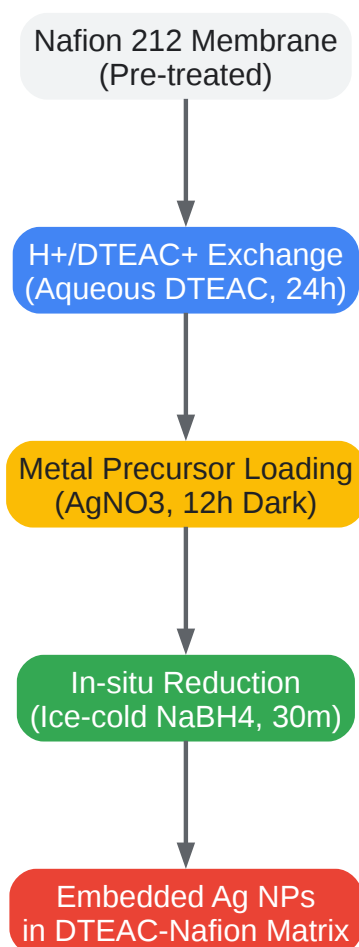 Nafion 212 Membrane
(Pre-treated)
H+/DTEAC+ Exchange
(Aqueous DTEAC, 24h)
Metal Precursor Loading
(AgNO3, 12h Dark)
In-situ Reduction
(Ice-cold NaBH4, 30m)
Embedded Ag NPs
in DTEAC-Nafion Matrix